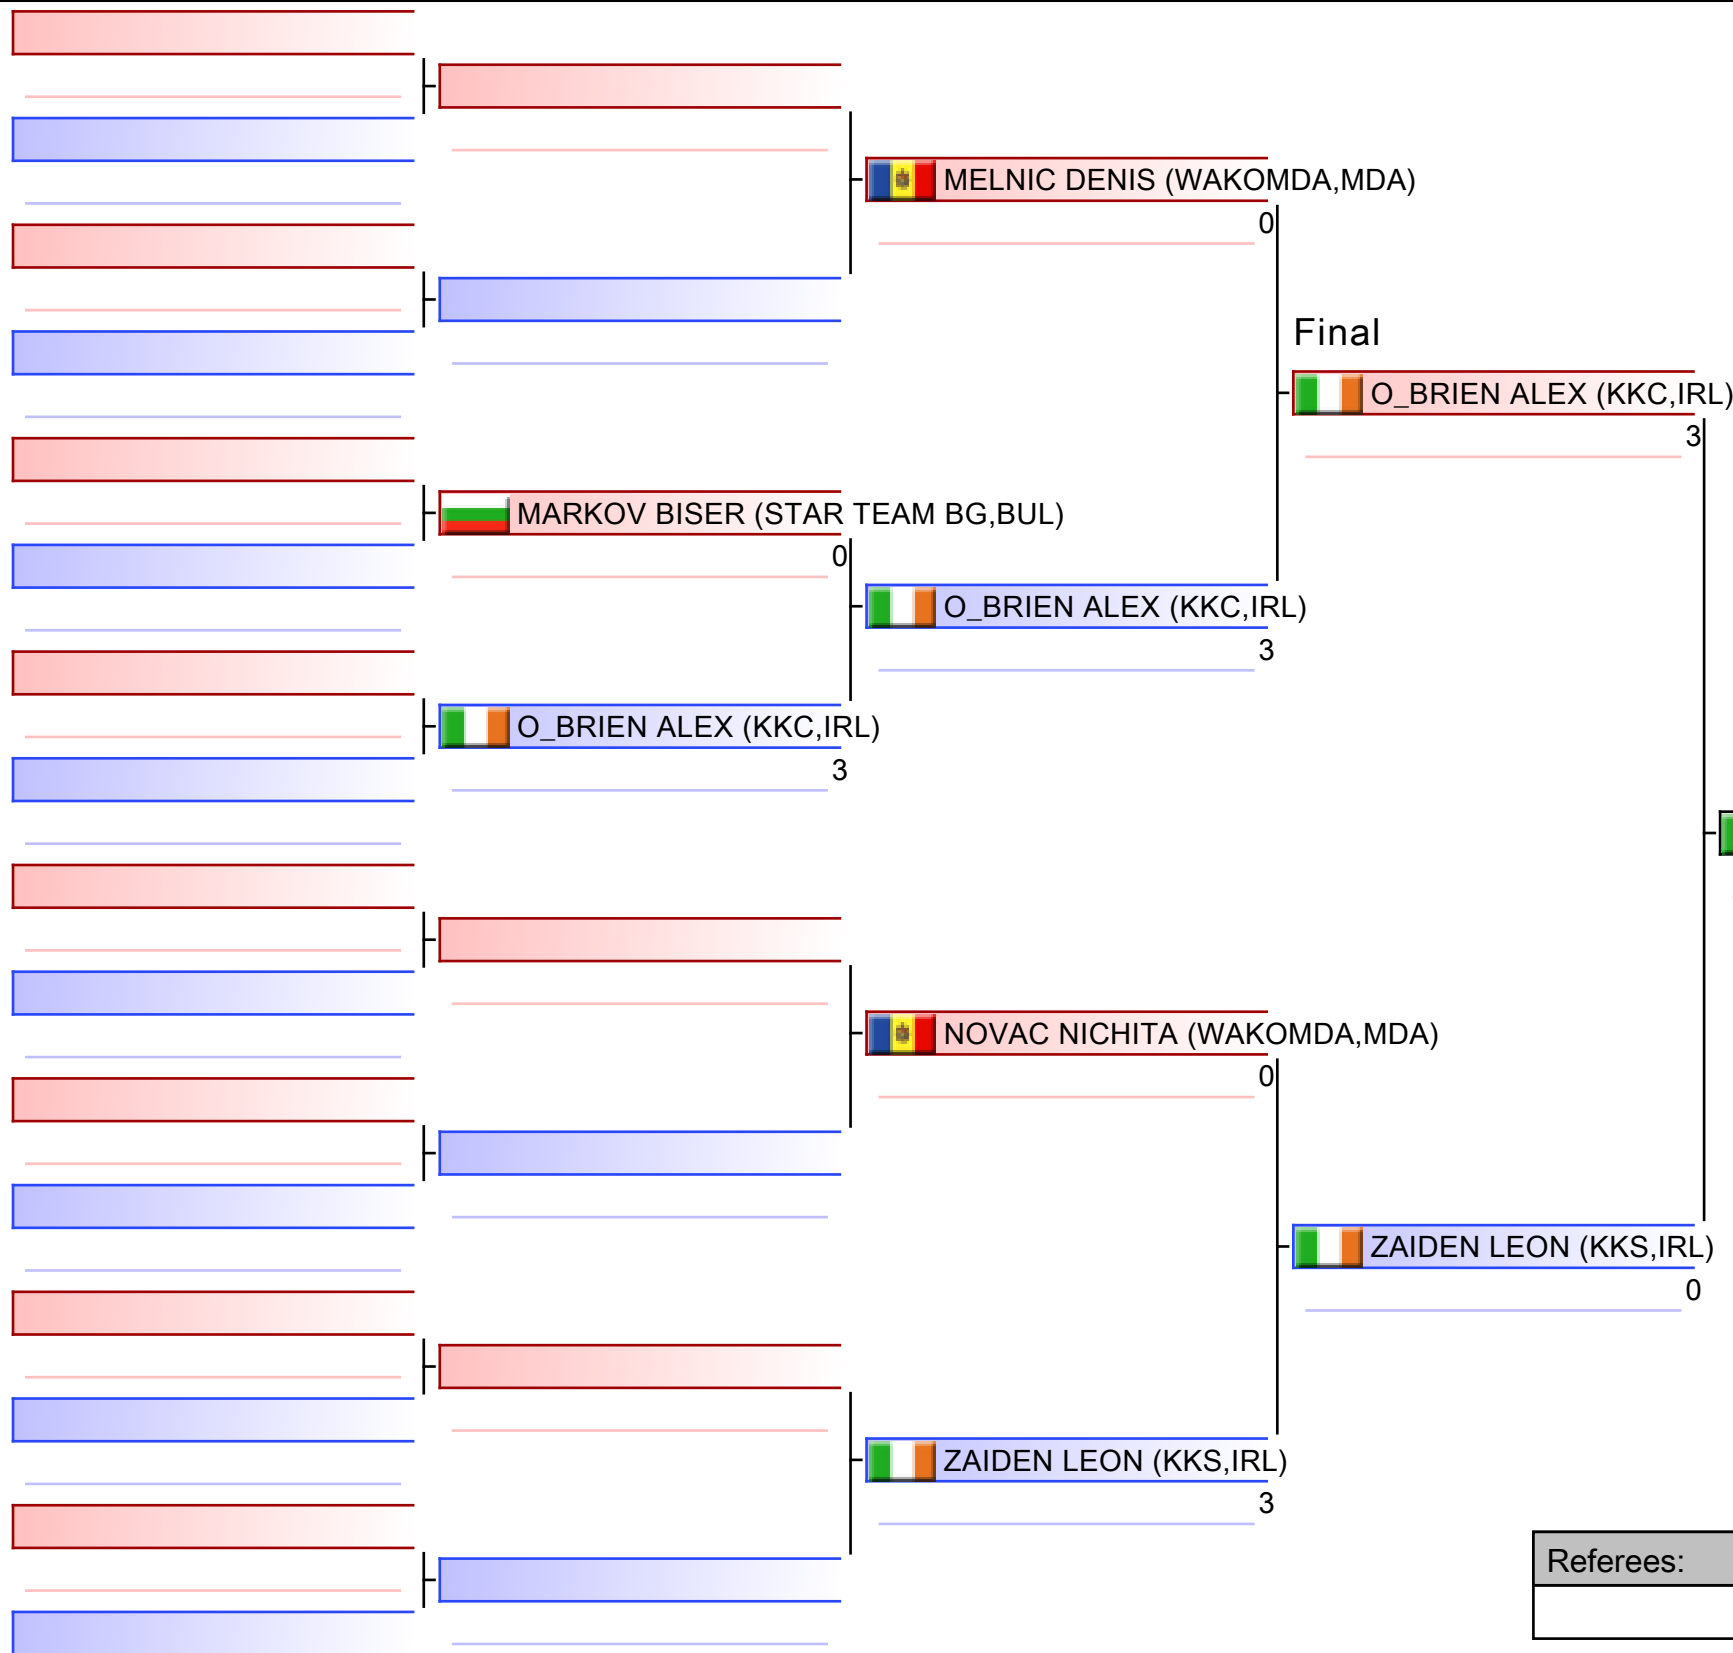 MELNIC DENIS (WAKOMDA,MDA)
0
Final
O_BRIEN ALEX (KKC,IRL)
3
MARKOV BISER (STAR TEAM BG,BUL)
0
O_BRIEN ALEX (KKC,IRL)
3
O_BRIEN ALEX (KKC,IRL)
3
NOVAC NICHITA (WAKOMDA,MDA)
0
ZAIDEN LEON (KKS,IRL)
0
ZAIDEN LEON (KKS,IRL)
3
Referees: